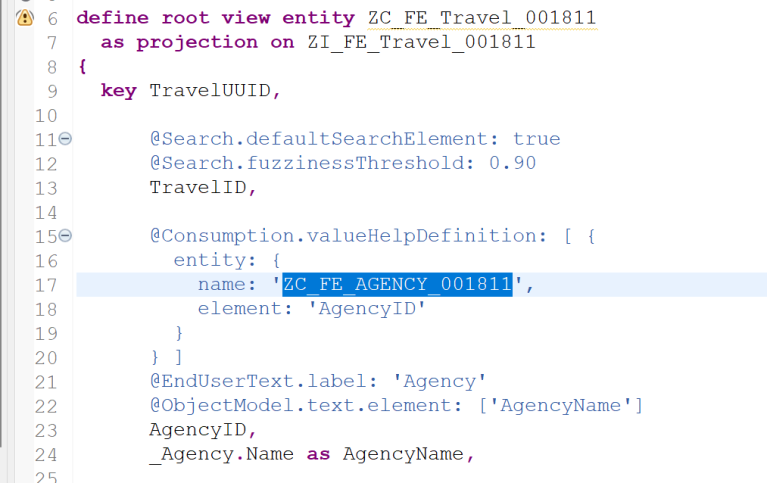 6 define root view entity ZC_FE_Travel_001811
7 as projection on ZI_FE_Travel_001811
8 {
9 key TravelUUID,
10
11 @Search.defaultSearchElement: true
12 @Search.fuzzinessThreshold: 0.90
13 TravelID,
14
15 @Consumption.valueHelpDefinition: [ {
16 entity: {
17 name: 'ZC_FE_AGENCY_001811',
18 element: 'AgencyID'
19 }
20 } ]
21 @EndUserText.label: 'Agency'
22 @ObjectModel.text.element: ['AgencyName']
23 AgencyID,
24 _Agency.Name as AgencyName,
25